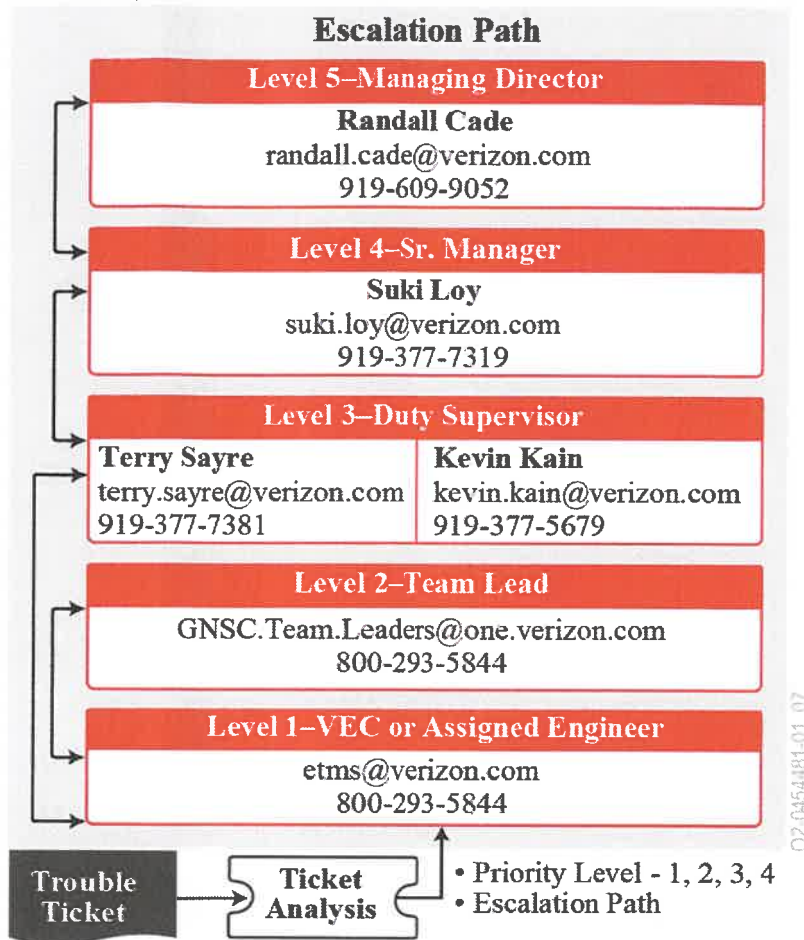 Escalation Path
Level 5–Managing Director
Randall Cade
randall.cade@verizon.com
919-609-9052
Level 4–Sr. Manager
Suki Loy
suki.loy@verizon.com
919-377-7319
Level 3–Duty Supervisor
Terry Sayre
terry.sayre@verizon.com
919-377-7381
Kevin Kain
kevin.kain@verizon.com
919-377-5679
Level 2–Team Lead
GNSC.Team.Leaders@one.verizon.com
800-293-5844
Level 1–VEC or Assigned Engineer
etms@verizon.com
800-293-5844
Trouble
Ticket
Ticket
Analysis
• Priority Level - 1, 2, 3, 4
• Escalation Path